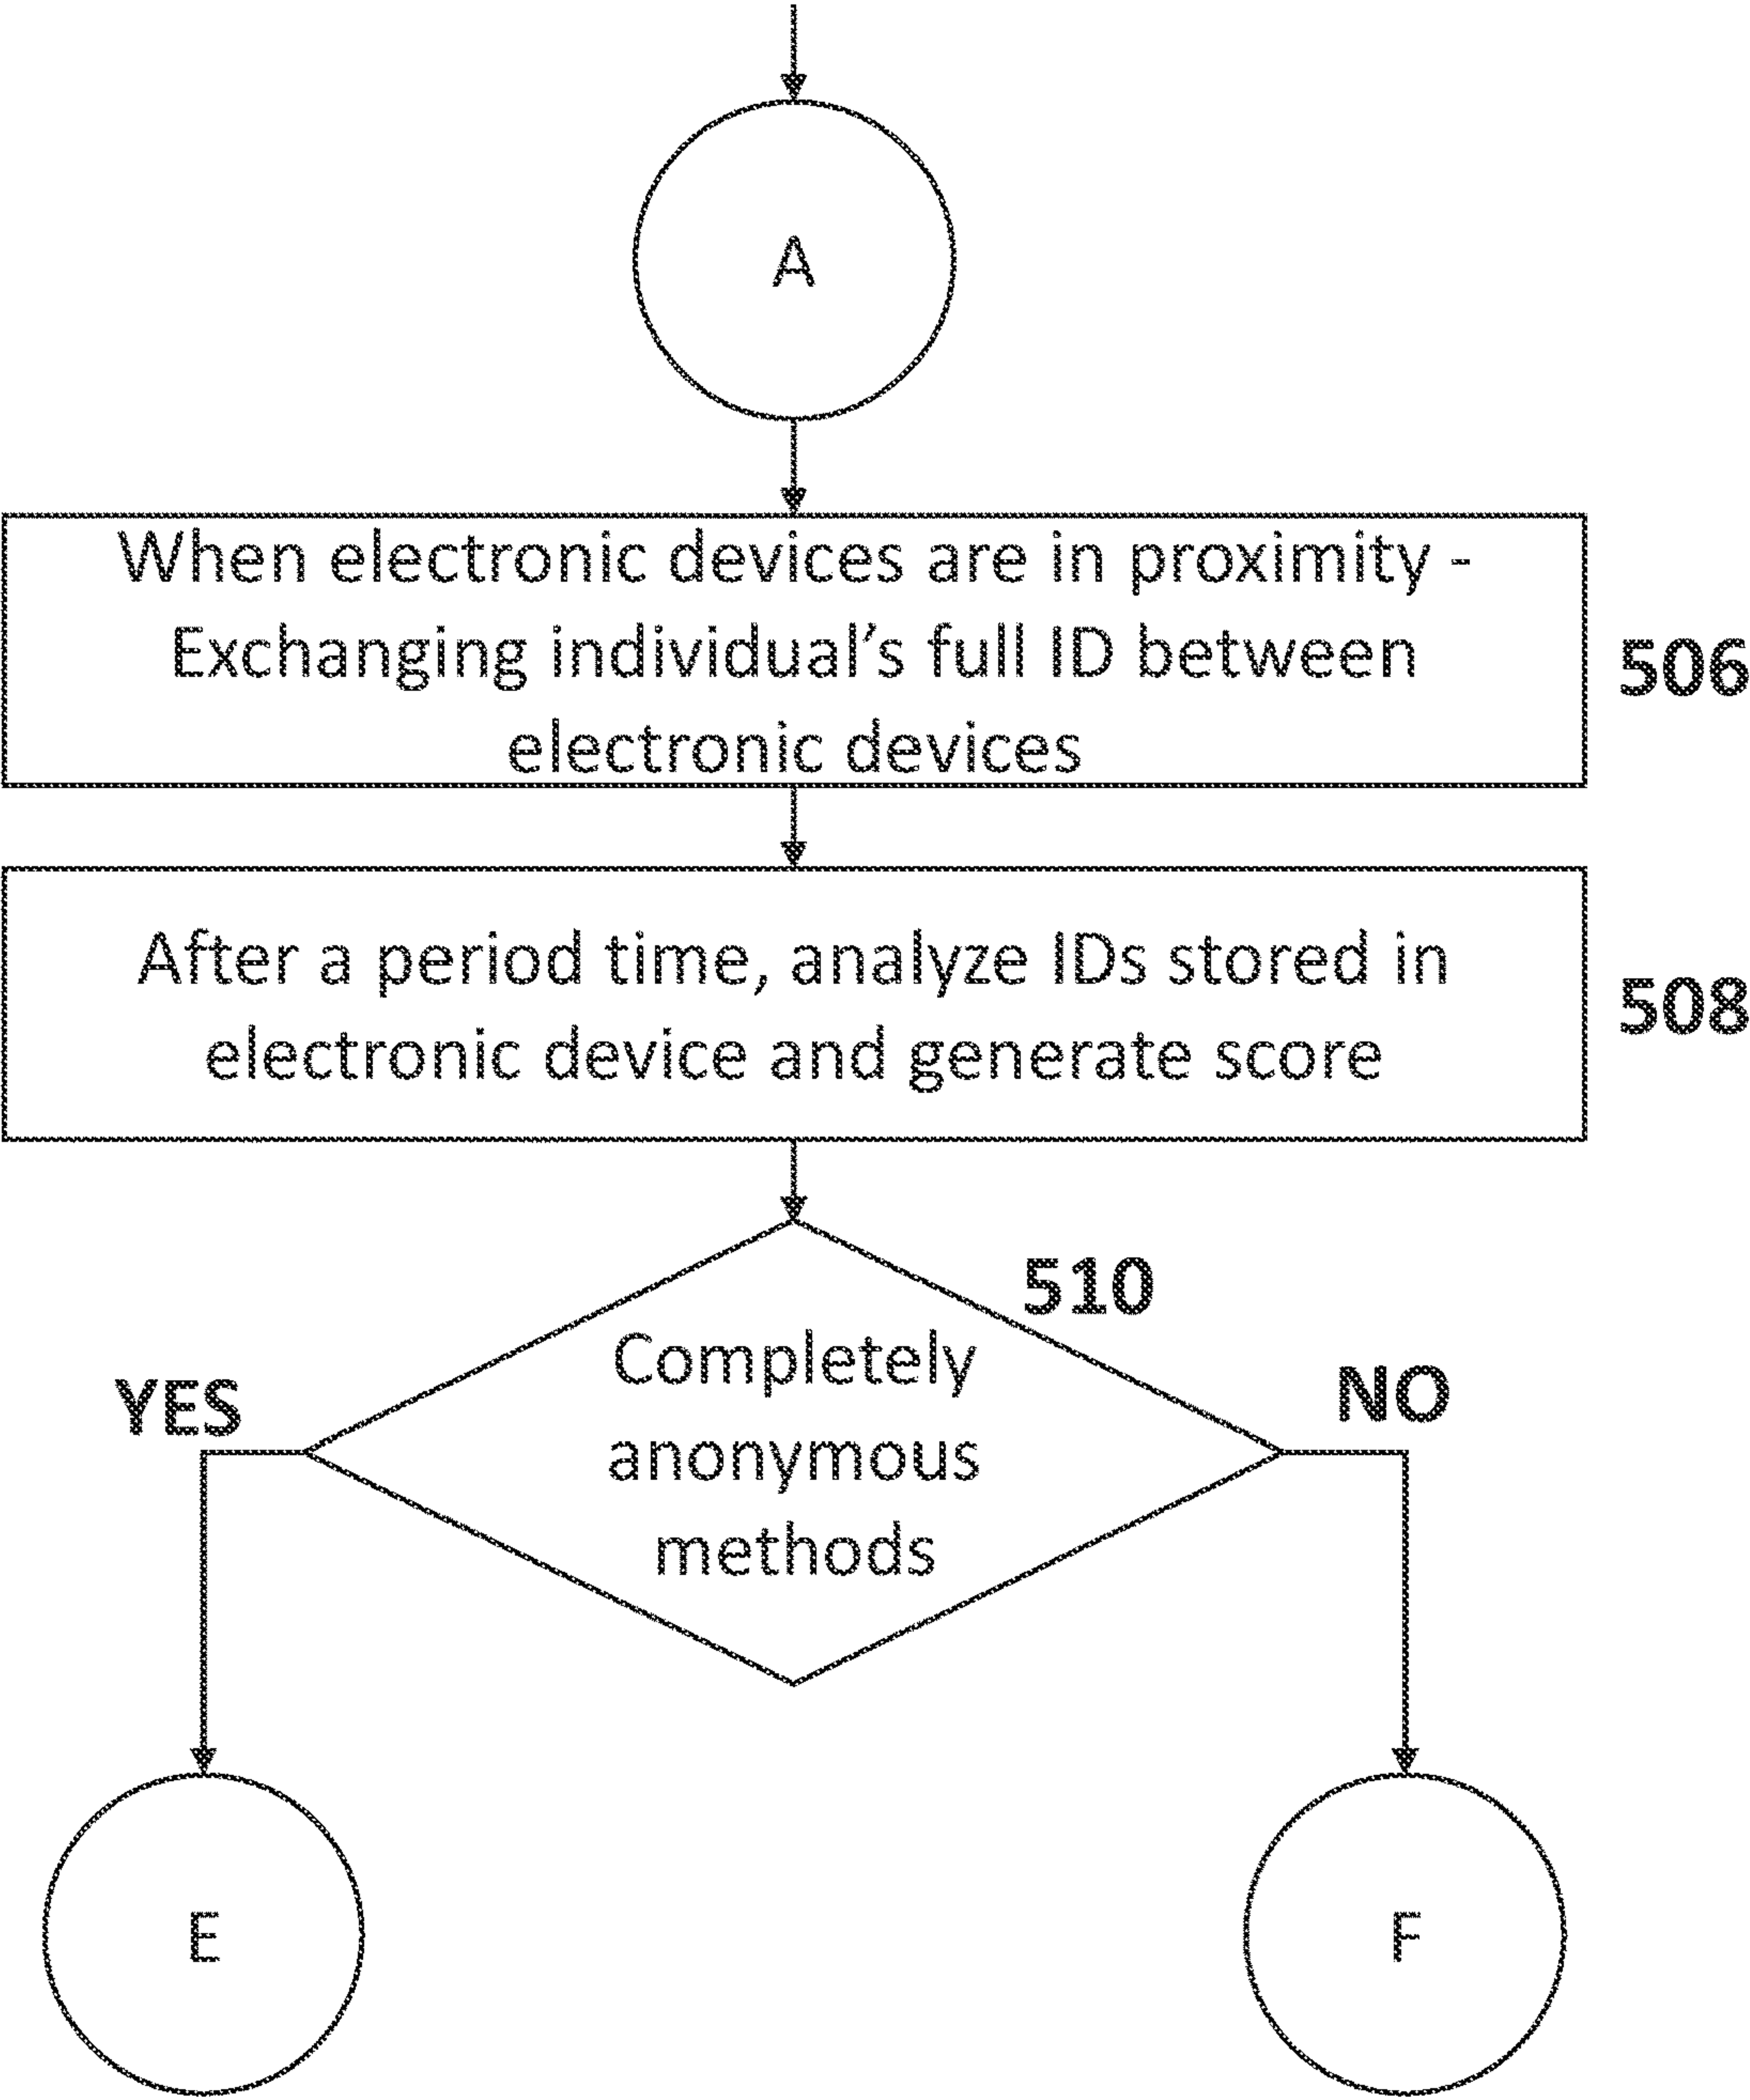 A
When electronic devices are in proximity -
Exchanging individual's full ID between
electronic devices
506
After a period time, analyze IDs stored in
electronic device and generate score
508
510
Completely
anonymous
methods
YES
NO
E
F